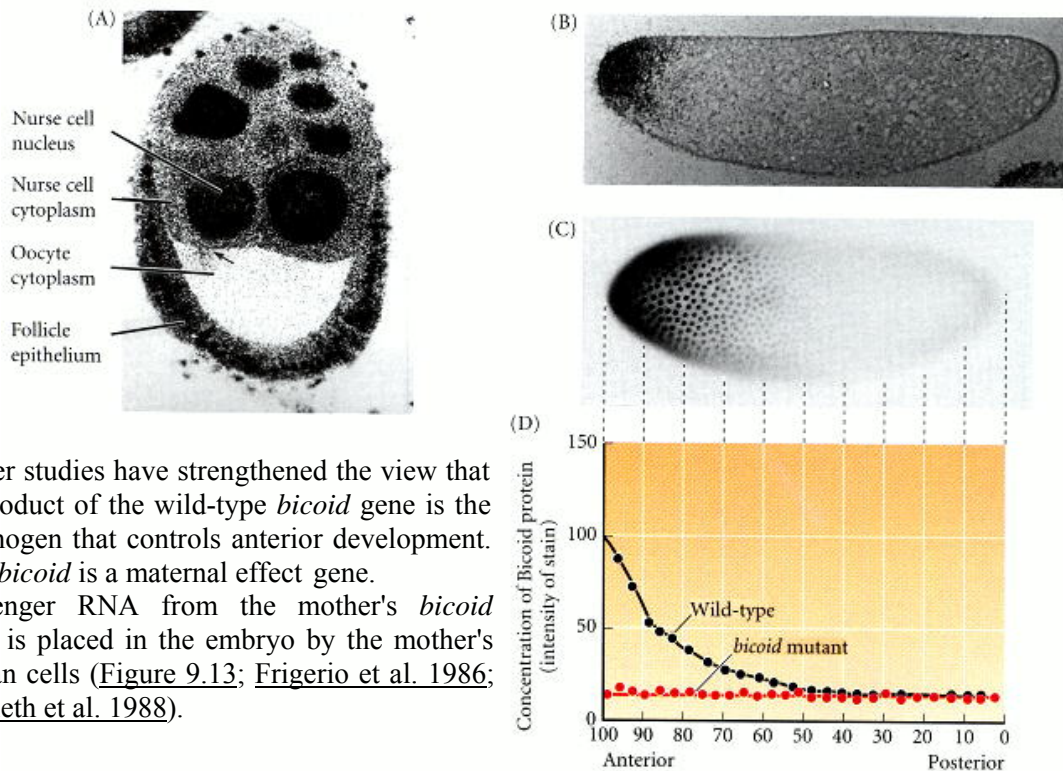 (A)
Nurse cell
nucleus
Nurse cell
cytoplasm
Oocyte
cytoplasm
Follicle
epithelium
(B)
(C)
(D)
er studies have strengthened the view that
oduct of the wild-type bicoid gene is the
hogen that controls anterior development.
bicoid is a maternal effect gene.
enger RNA from the mother's bicoid
is placed in the embryo by the mother's
an cells (Figure 9.13; Frigerio et al. 1986;
eth et al. 1988).
Concentration of Bicoid protein
(intensity of stain)
150
100
50
0
Wild-type
bicoid mutant
100 90 80 70 60 50 40 30 20 10 0
Anterior Posterior